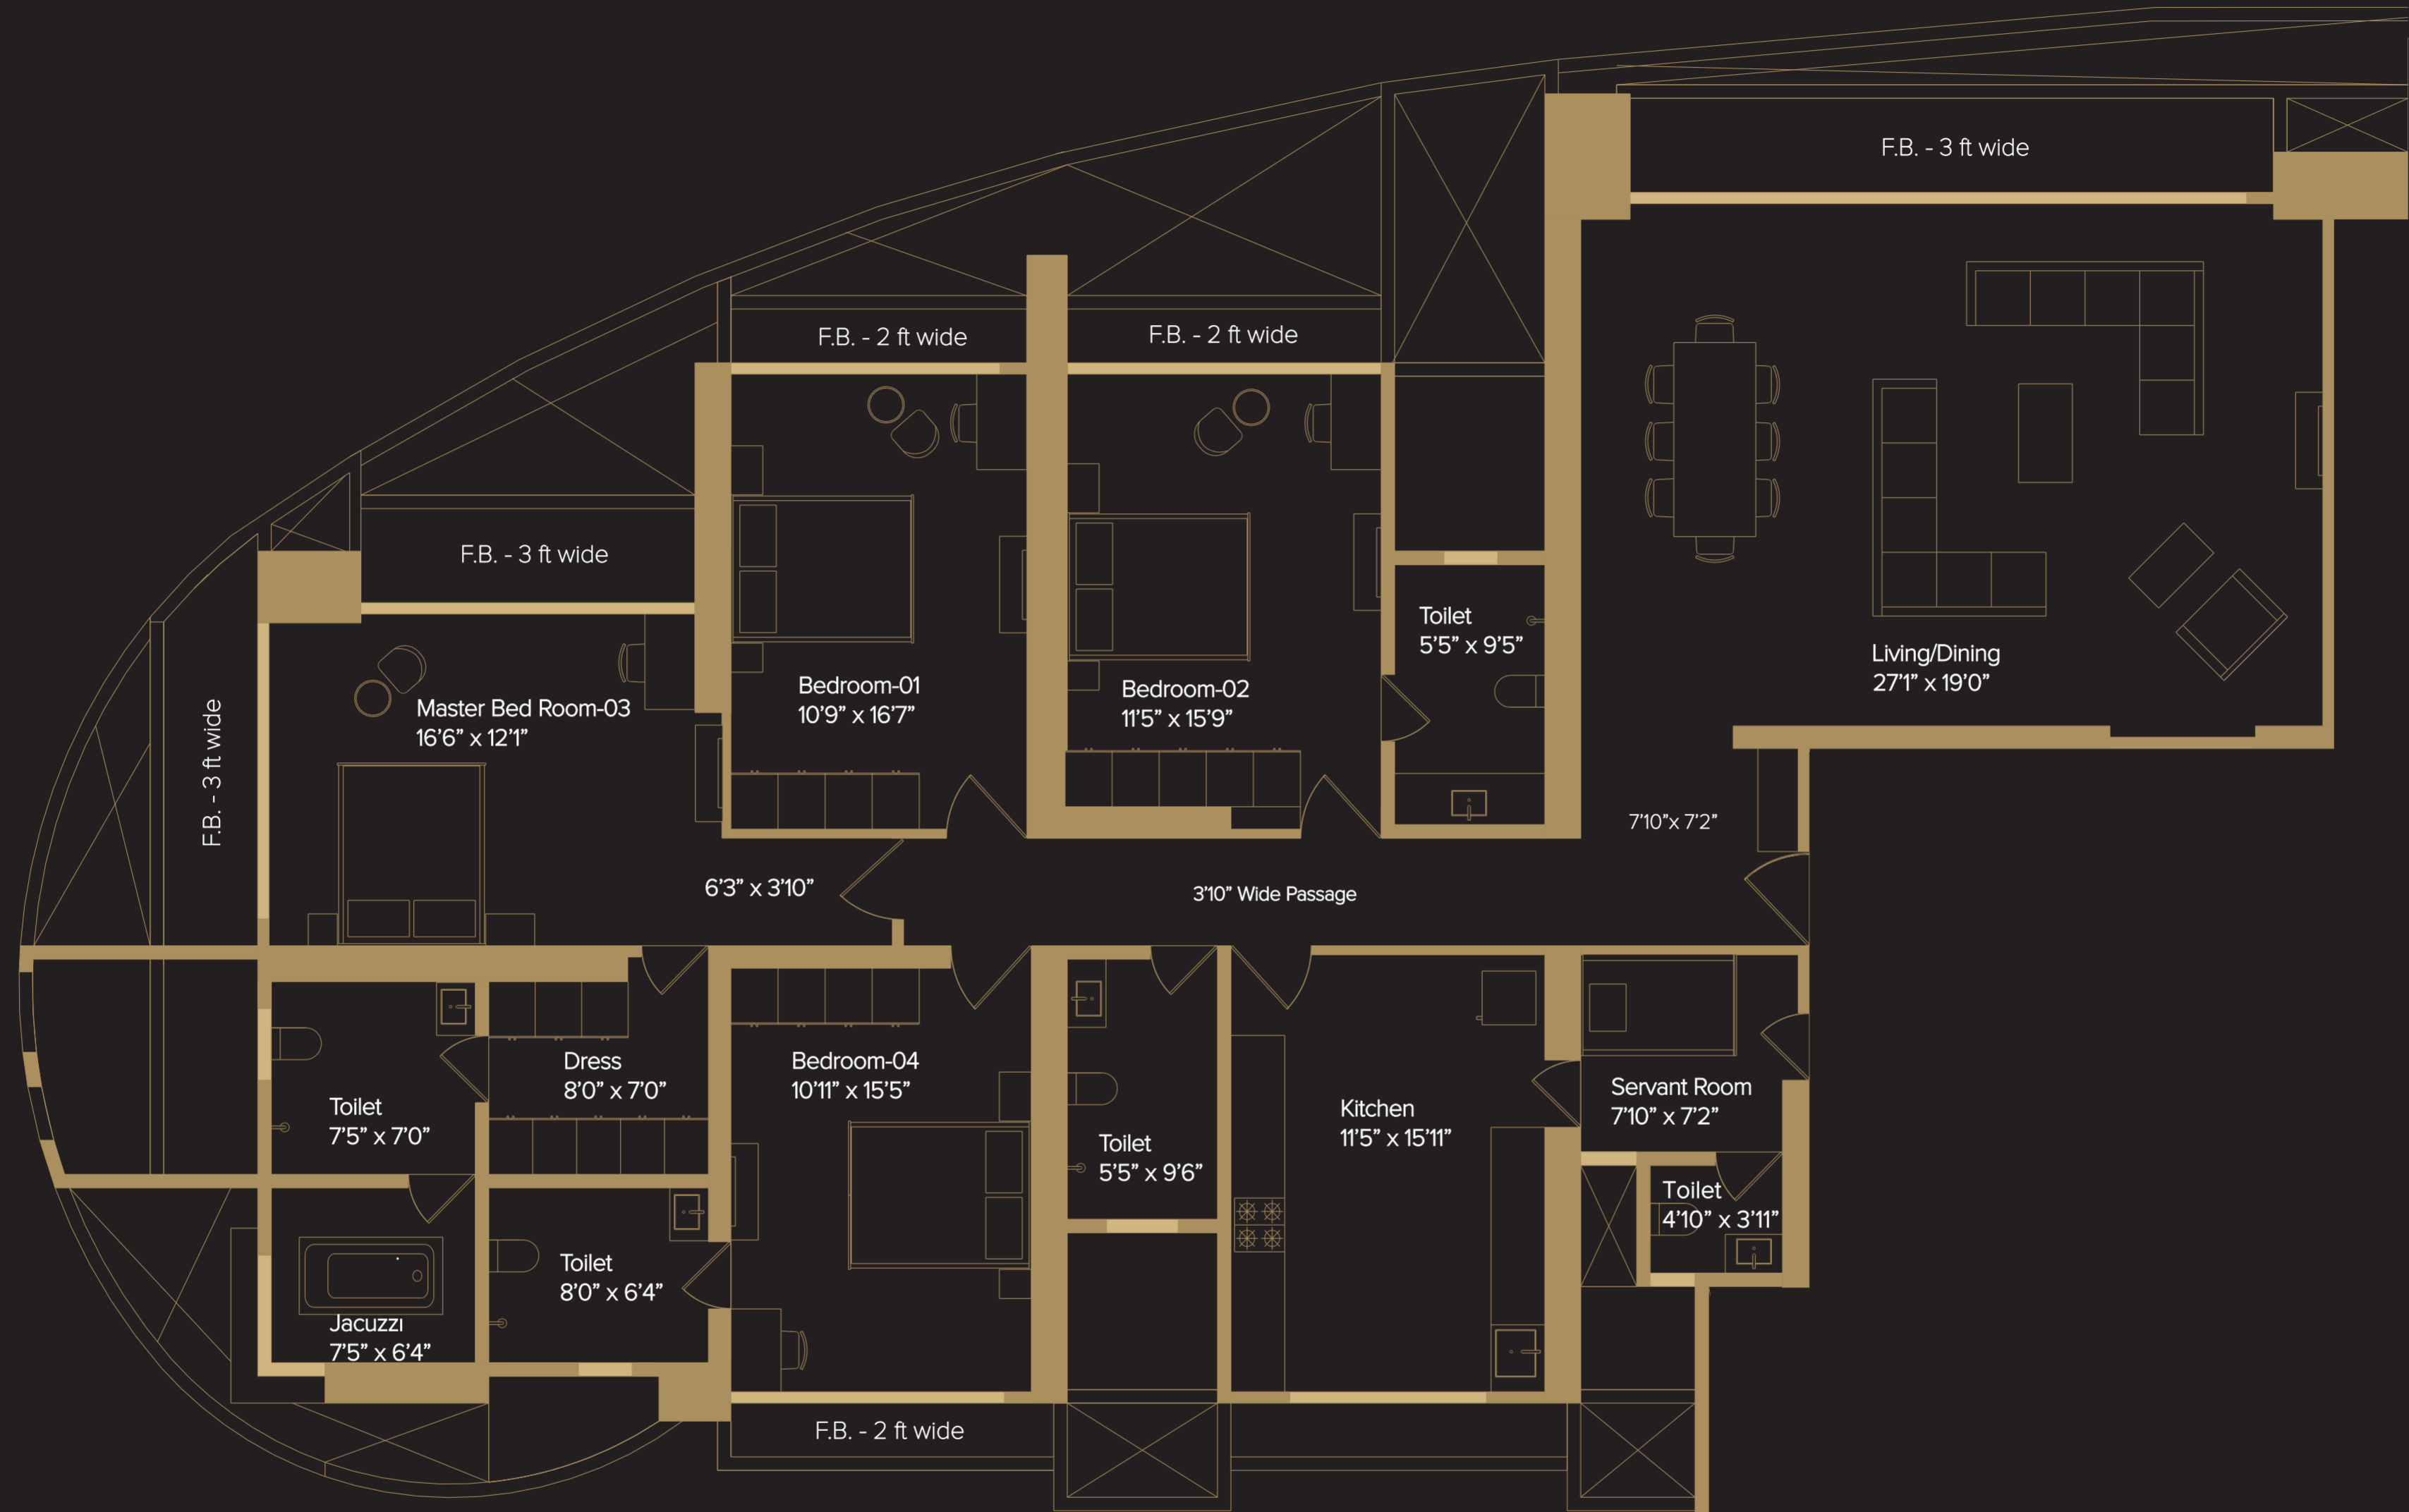 F.B. - 3 ft wide
F.B. - 2 ft wide
F.B. - 2 ft wide
F.B. - 3 ft wide
F.B. - 3 ft wide
Toilet
5’5” x 9’5”
Living/Dining
27’1” x 19’0”
Bedroom-01
10’9” x 16’7”
Bedroom-02
11’5” x 15’9”
Master Bed Room-03
16’6” x 12’1”
7’10”x 7’2”
6’3” x 3’10”
3’10” Wide Passage
Dress
8’0” x 7’0”
Bedroom-04
10’11” x 15’5”
Servant Room
7’10” x 7’2”
Toilet
7’5” x 7’0”
Kitchen
11’5” x 15’11”
Toilet
5’5” x 9’6”
Toilet
4’10” x 3’11”
Toilet
8’0” x 6’4”
Jacuzzi
7’5” x 6’4”
F.B. - 2 ft wide